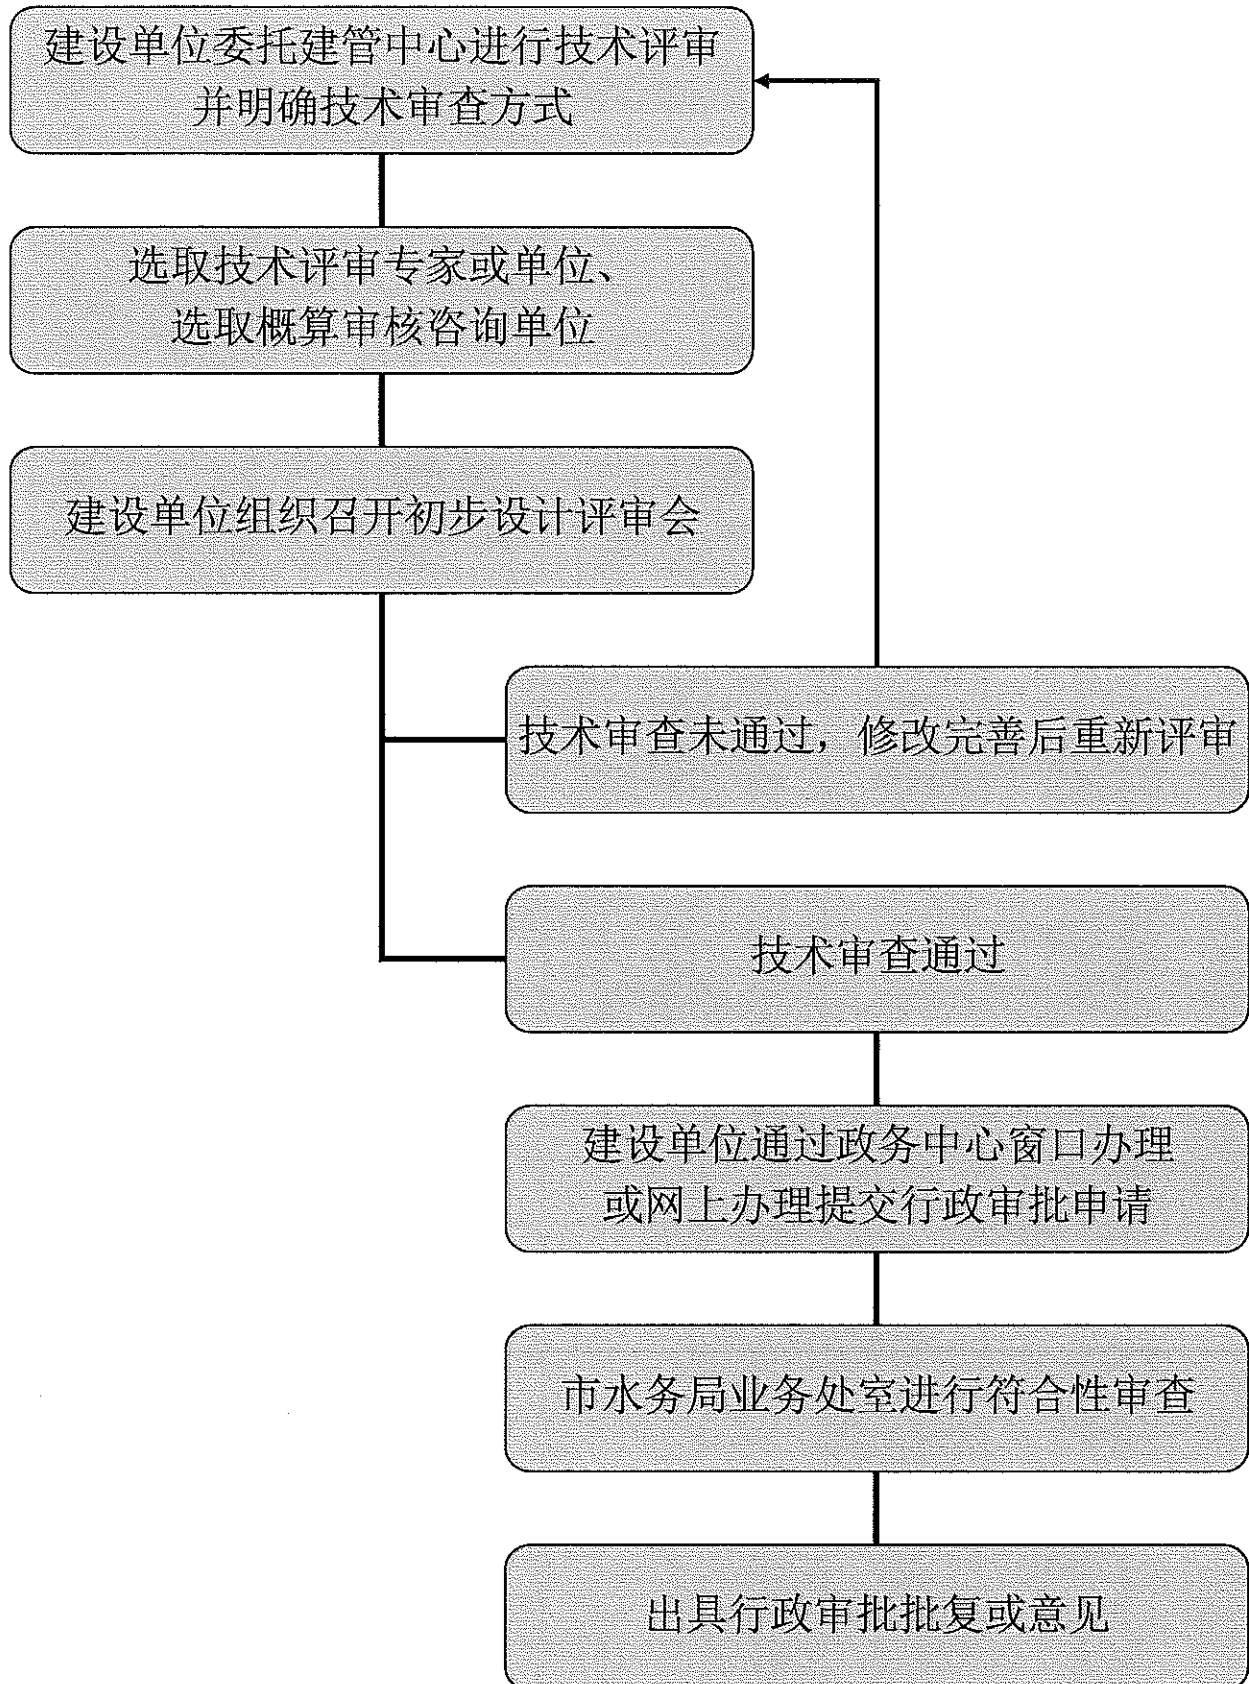 建设单位委托建管中心进行技术评审
并明确技术审查方式
选取技术评审专家或单位、
选取概算审核咨询单位
建设单位组织召开初步设计评审会
技术审查未通过，修改完善后重新评审
技术审查通过
建设单位通过政务中心窗口办理
或网上办理提交行政审批申请
市水务局业务处室进行符合性审查
出具行政审批批复或意见